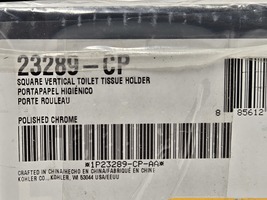 23289-CP
SQUARE VERTICAL TOILET TISSUE HOLDER
PORTAPAPEL HIGIÉNICO
PORTE ROULEAU
POLISHED CHROME
8 85612
*1P23289-CP-AA*
CRAFTED IN CHINA/HECHO EN CHINA/FABRIQUÉ EN CHINE
KOHLER CO., KOHLER, WI 53044 USA/EEUU